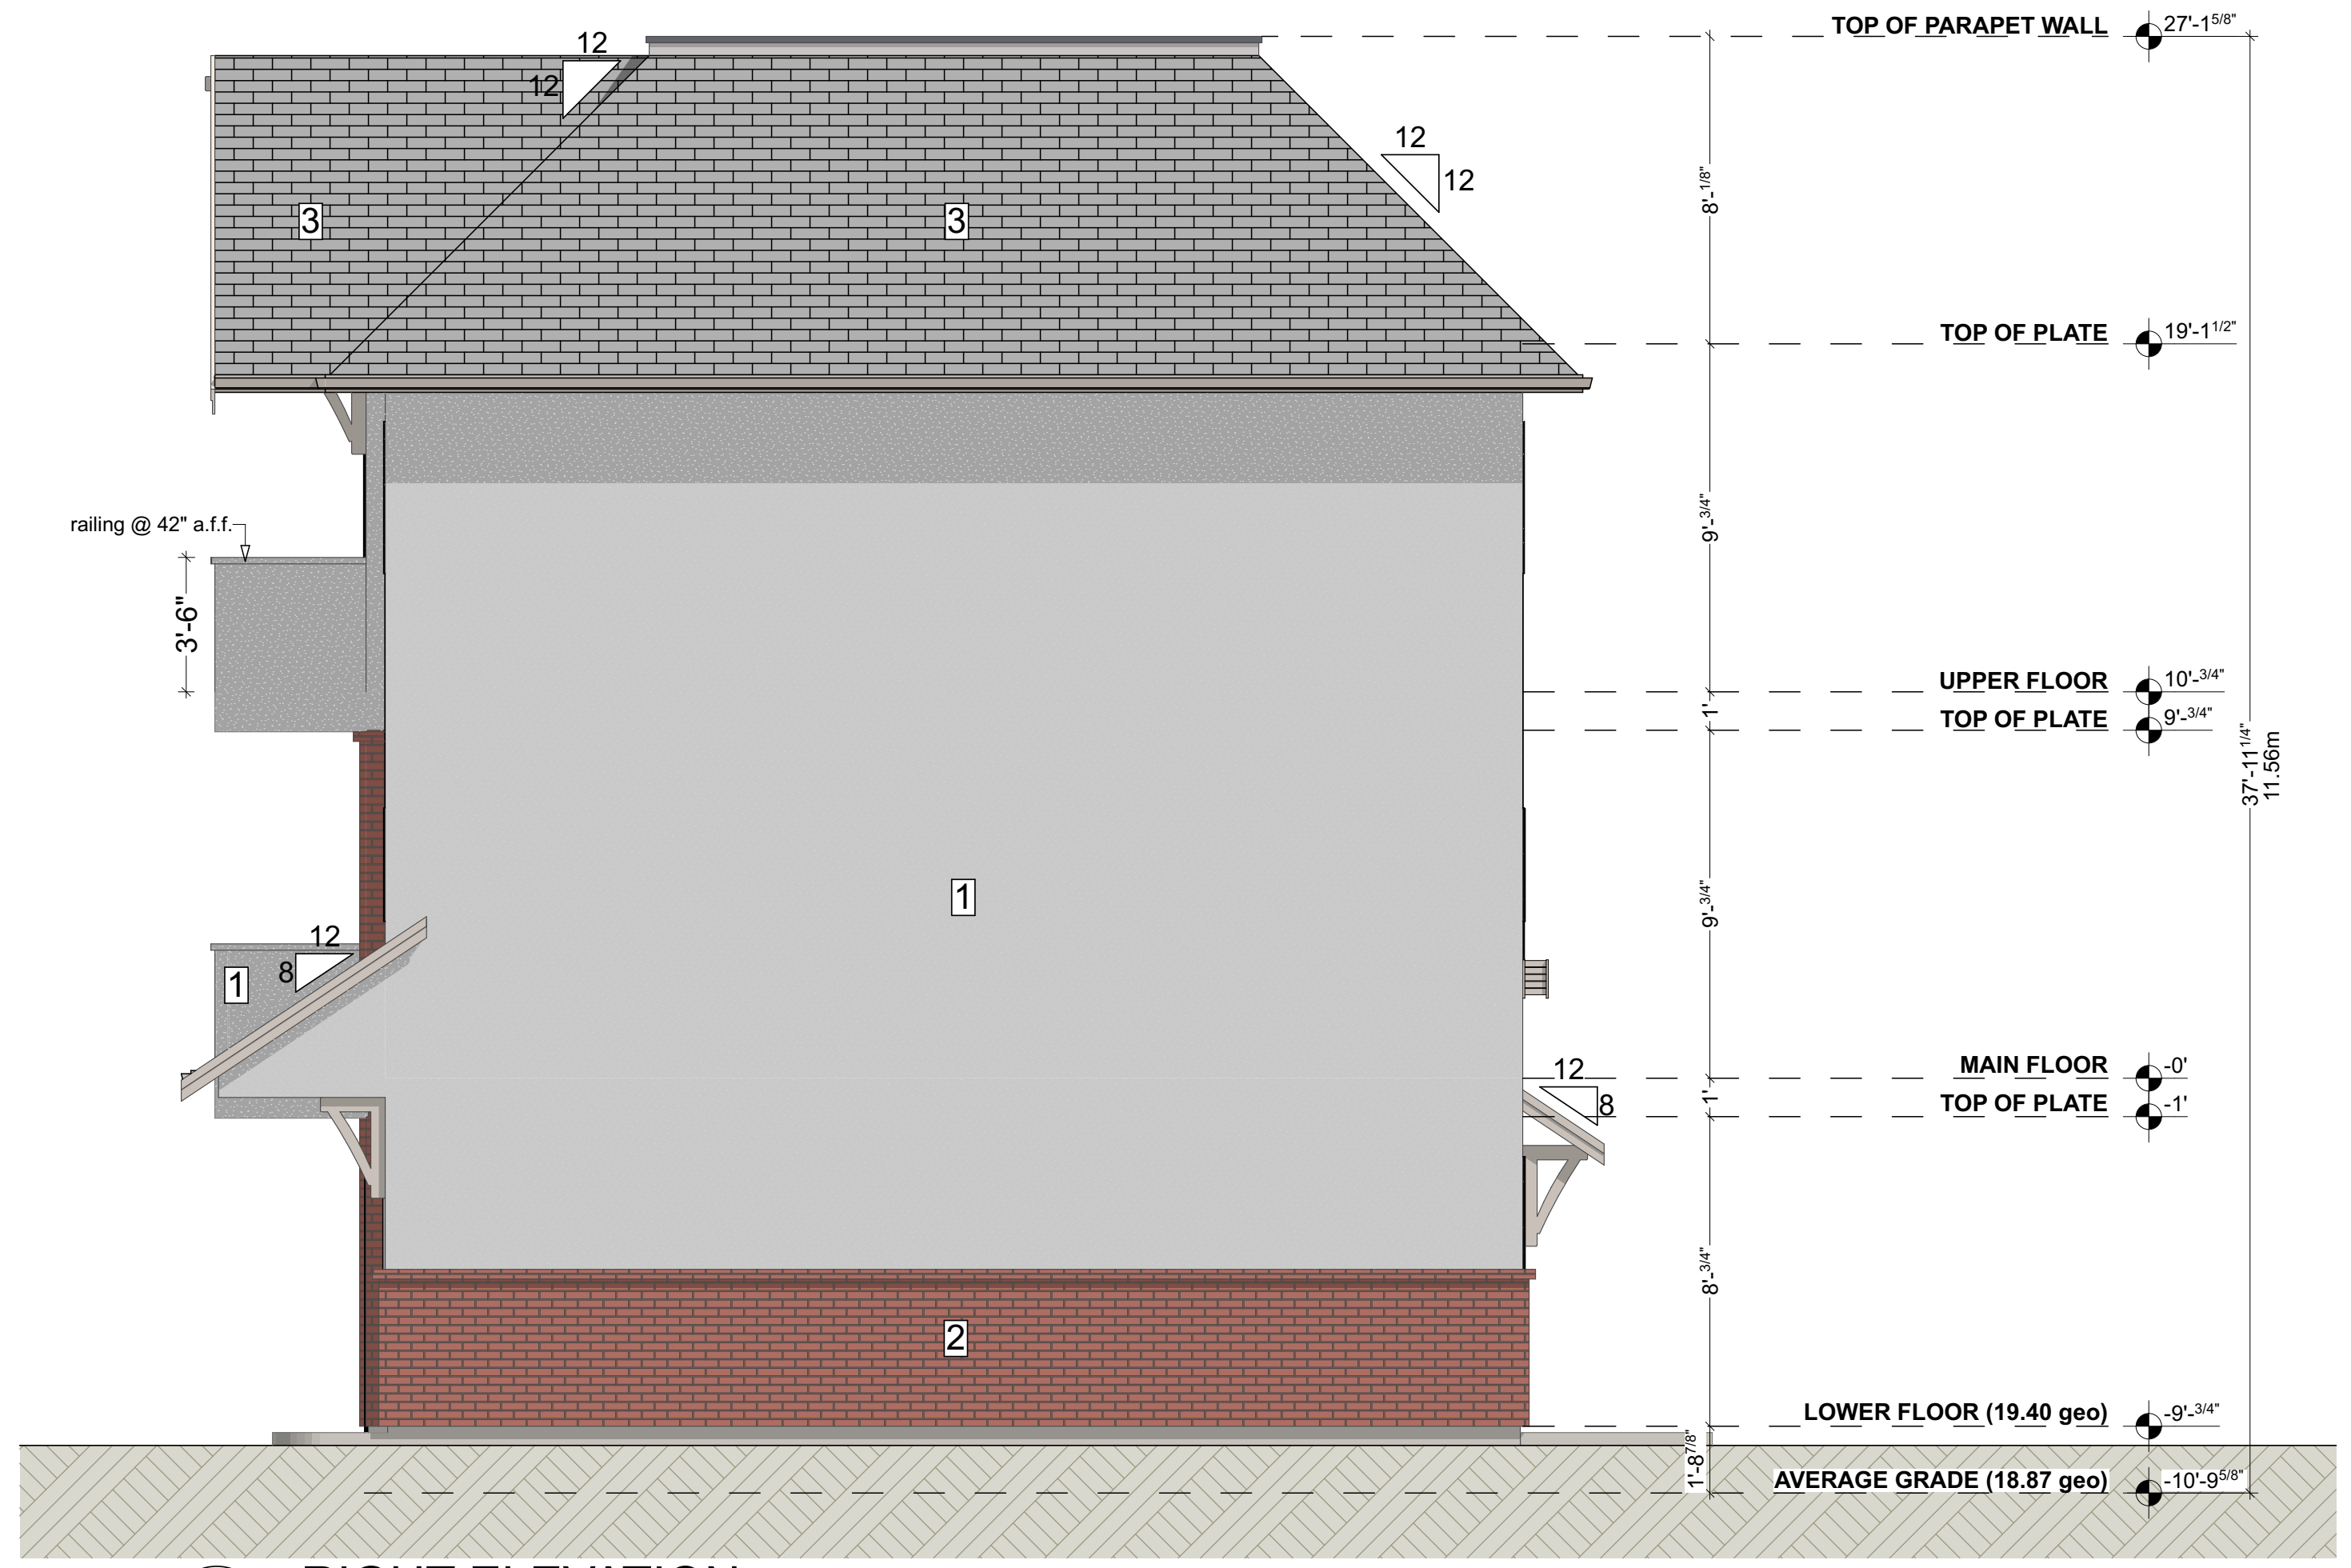 TOP OF PARAPET WALL 27'-1 5/8"
12
12
12
12
8'-1/8"
3
3
TOP OF PLATE 19'-1 1/2"
9'-3/4"
railing @ 42" a.f.f.
3'-6"
UPPER FLOOR 10'-3/4"
1'
TOP OF PLATE 9'-3/4"
37'-11 1/4"
11.56m
1
9'-3/4"
12
8
1
MAIN FLOOR -0'
12
8
1'
TOP OF PLATE -1'
8'-3/4"
2
LOWER FLOOR (19.40 geo) -9'-3/4"
1'-8 7/8"
AVERAGE GRADE (18.87 geo) -10'-9 5/8"
RIGHT ELEVATION